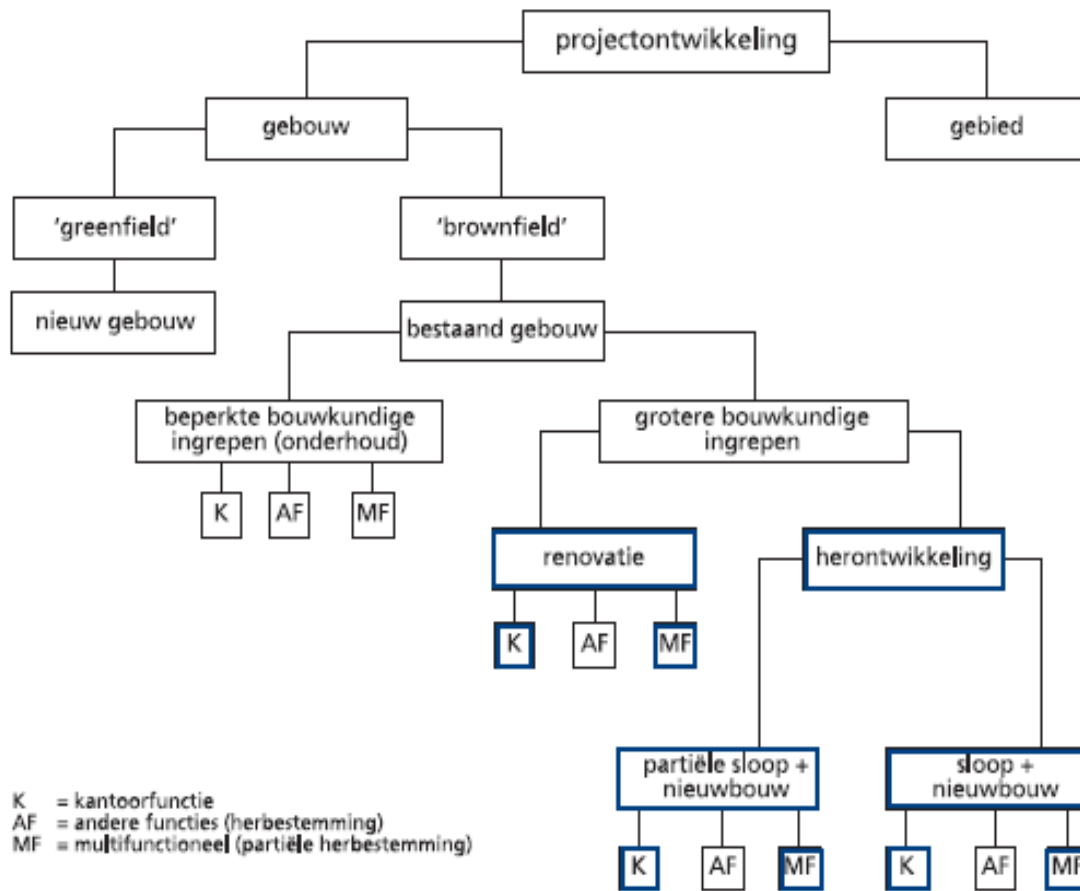 projectontwikkeling
gebouw
gebied
'greenfield'
'brownfield'
nieuw gebouw
bestaand gebouw
beperkte bouwkundige
ingrepen (onderhoud)
grotere bouwkundige
ingrepen
K
AF
MF
renovatie
herontwikkeling
K
AF
MF
partiële sloop +
nieuwbouw
sloop +
nieuwbouw
K
AF
MF
K
AF
MF
K = kantoorfunctie
AF = andere functies (herbestemming)
MF = multifunctioneel (partiële herbestemming)